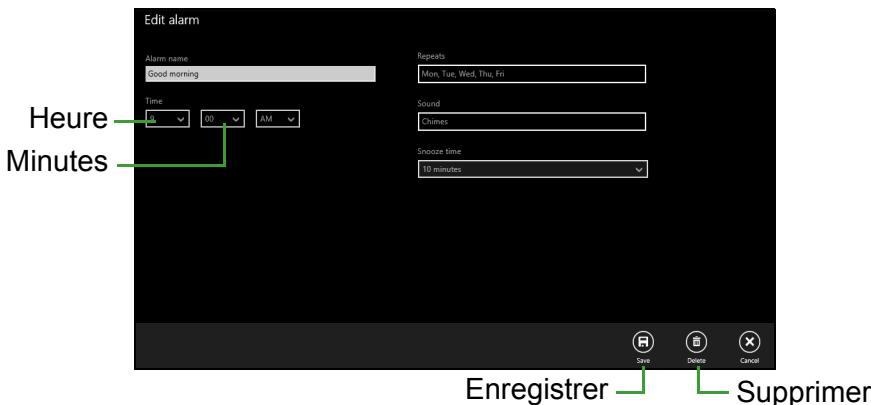 Edit alarm
Alarm name
Good morning
Time
9 00 AM
Repeats
Mon, Tue, Wed, Thu, Fri
Sound
Chimes
Snooze time
10 minutes
Heure
Minutes
Save Delete Cancel
Enregistrer Supprimer